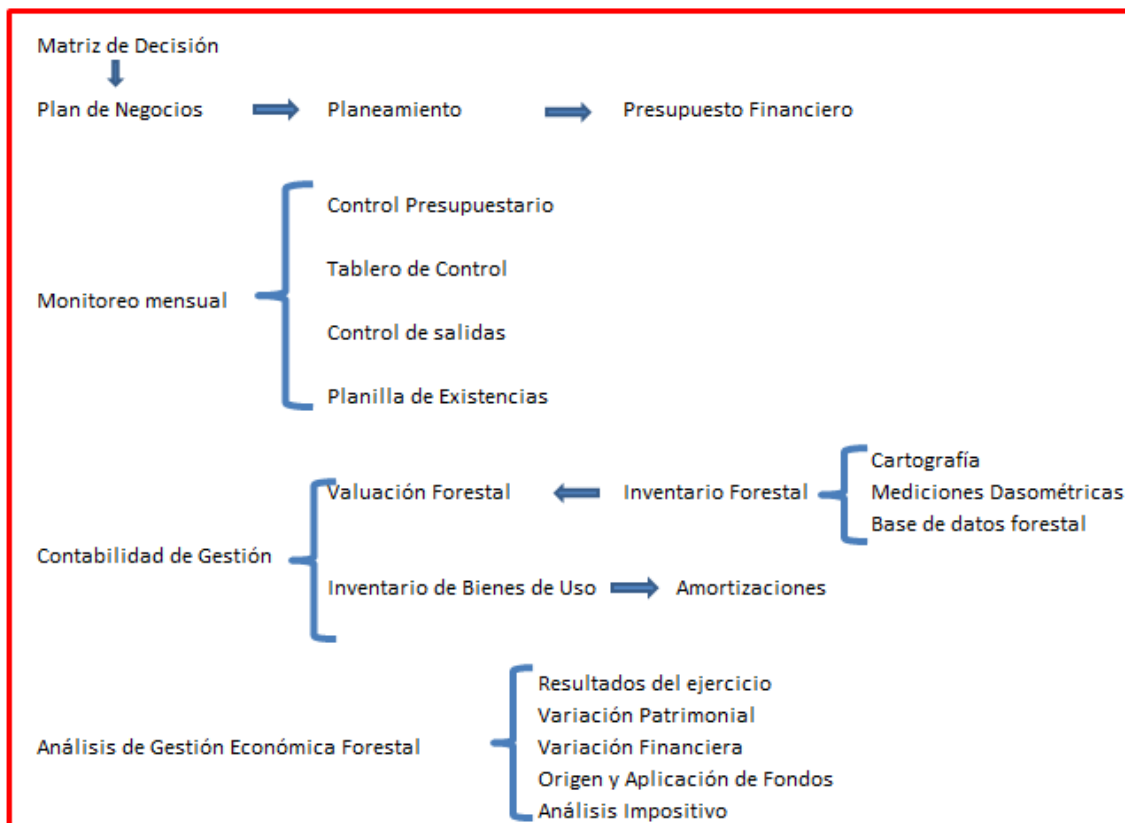 Matriz de Decisión
Plan de Negocios
Planeamiento
Presupuesto Financiero
Monitoreo mensual
Control Presupuestario
Tablero de Control
Control de salidas
Planilla de Existencias
Contabilidad de Gestión
Valuación Forestal
Inventario Forestal
Cartografía
Mediciones Dasométricas
Base de datos forestal
Inventario de Bienes de Uso
Amortizaciones
Análisis de Gestión Económica Forestal
Resultados del ejercicio
Variación Patrimonial
Variación Financiera
Origen y Aplicación de Fondos
Análisis Impositivo